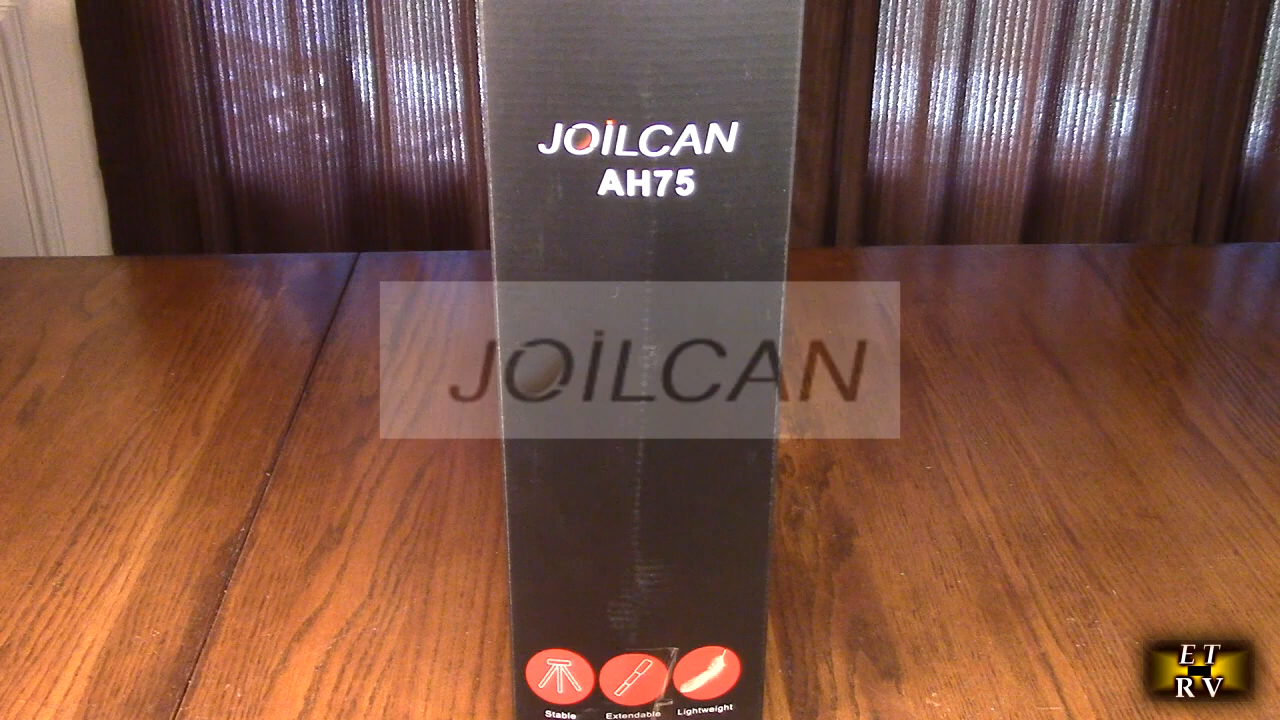 JOILCAN
AH75
JOILCAN
Stable
Extendable
Lightweight
ET
RV